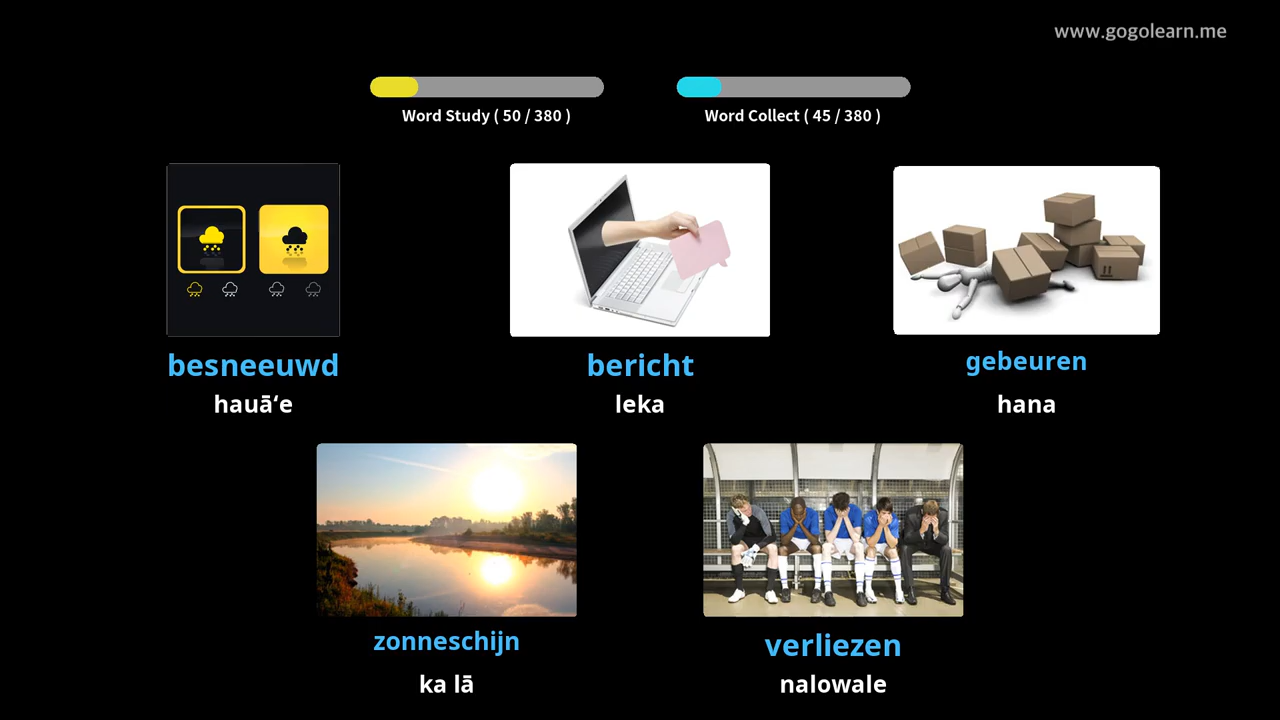 www.gogolearn.me
Word Study ( 50 / 380 )
Word Collect ( 45 / 380 )
besneeuwd
hauāʻe
bericht
leka
gebeuren
hana
zonneschijn
ka lā
verliezen
nalowale